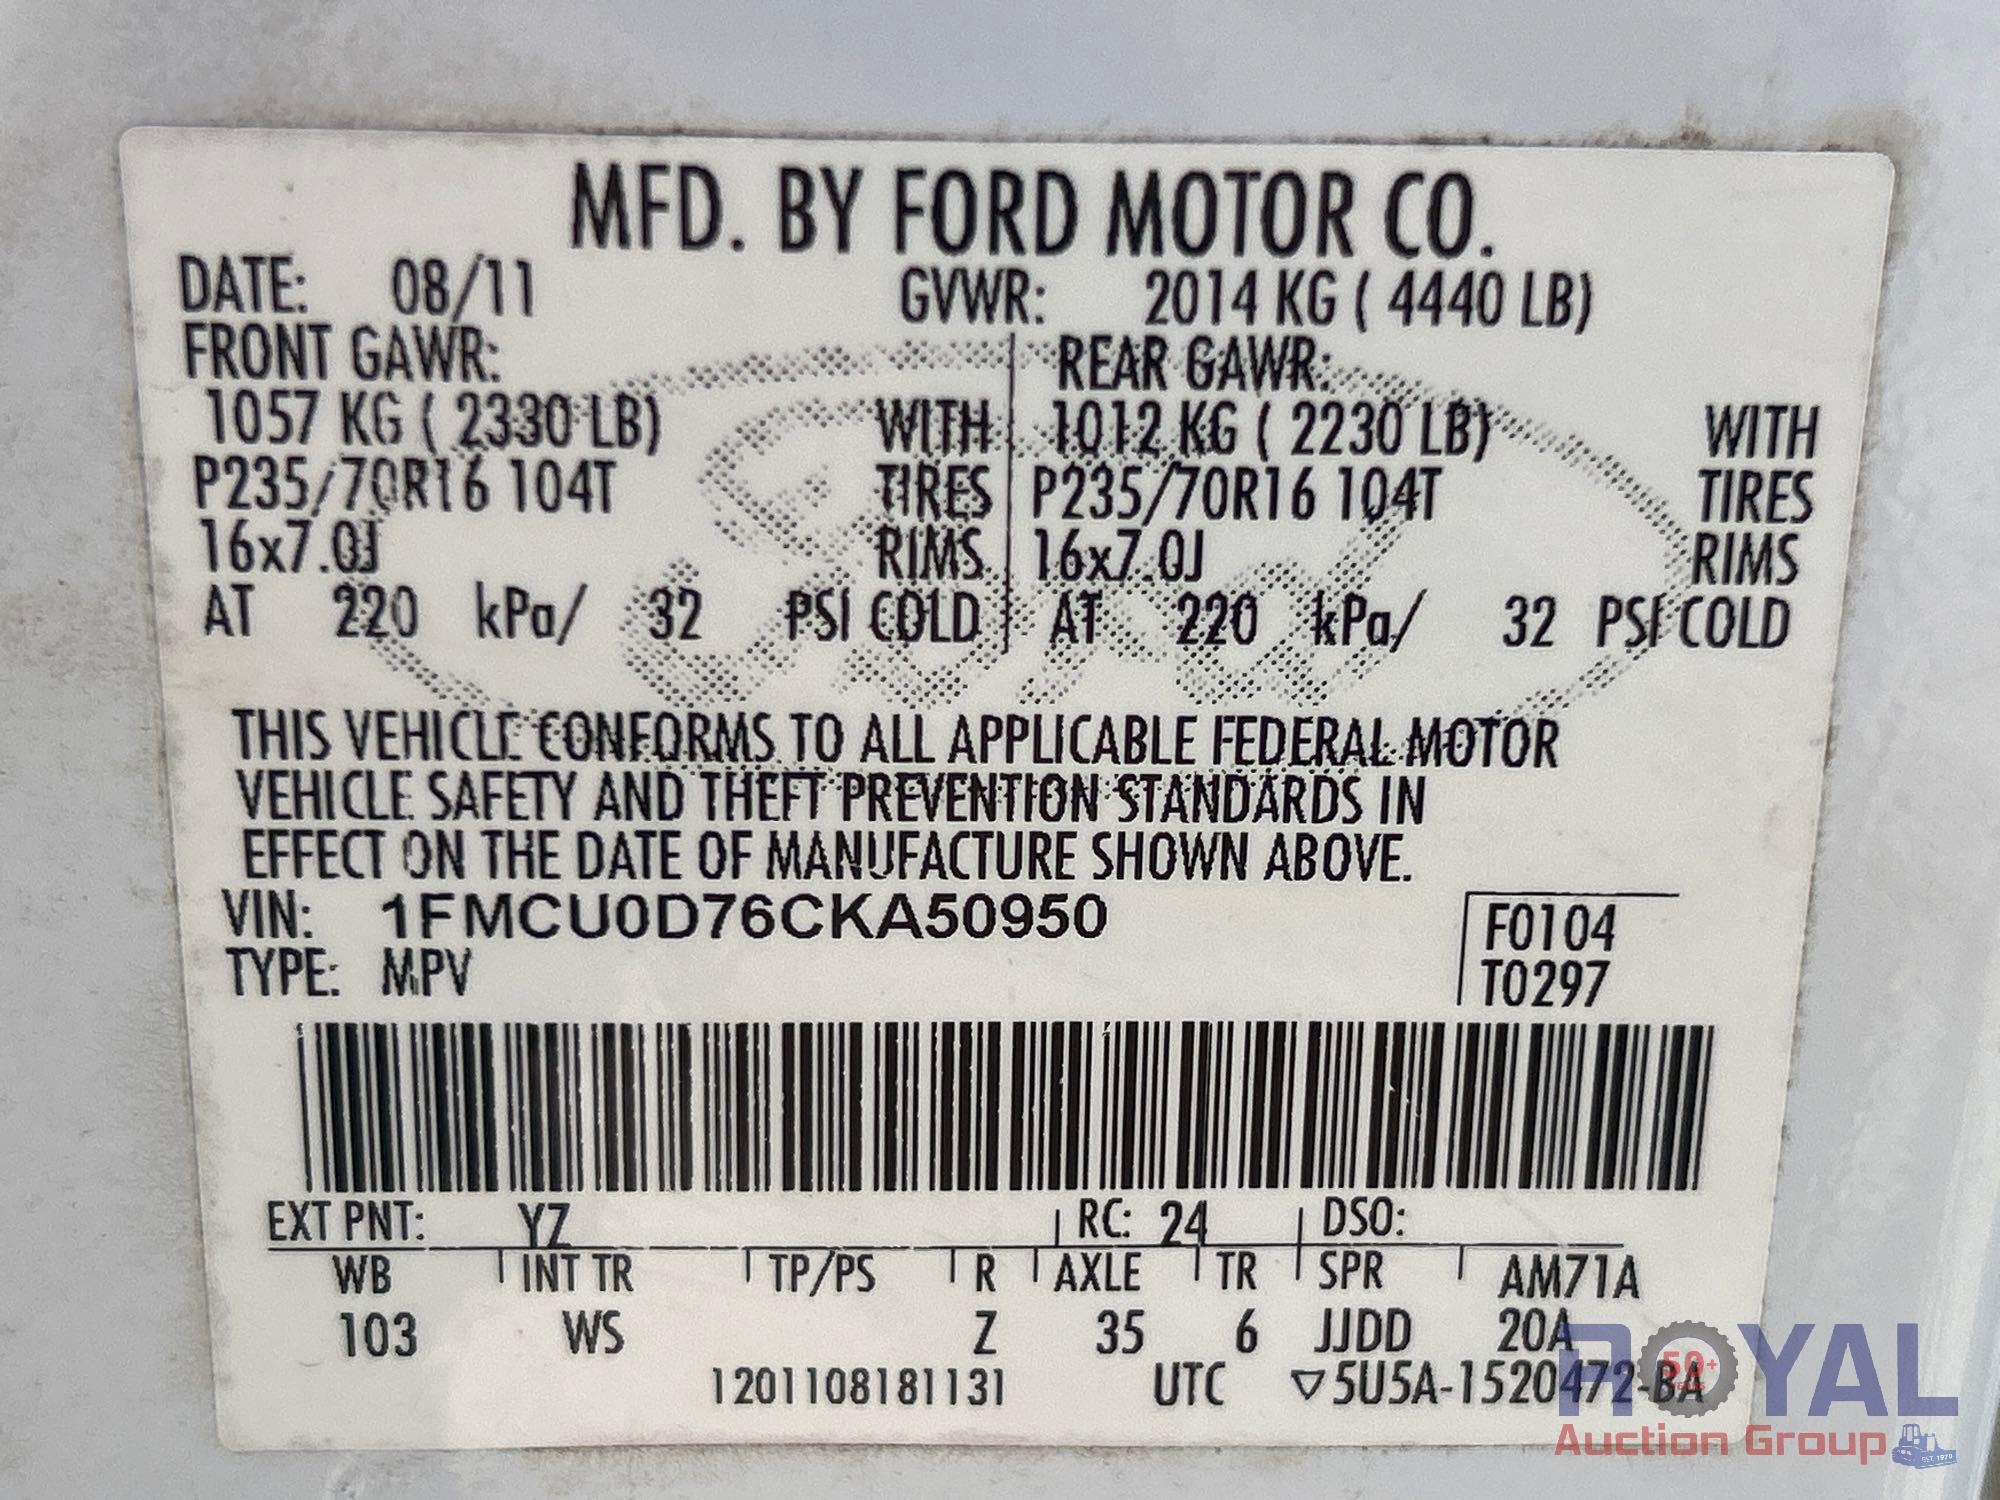 MFD. BY FORD MOTOR CO.
DATE: 08/11 GVWR: 2014 KG ( 4440 LB)
FRONT GAWR: REAR GAWR:
1057 KG ( 2330 LB) WITH 1012 KG ( 2230 LB) WITH
P235/70R16 104T TIRES P235/70R16 104T TIRES
16x7.0J RIMS 16x7.0J RIMS
AT 220 kPa/ 32 PSI COLD AT 220 kPa/ 32 PSI COLD
THIS VEHICLE CONFORMS TO ALL APPLICABLE FEDERAL MOTOR
VEHICLE SAFETY AND THEFT PREVENTION STANDARDS IN
EFFECT ON THE DATE OF MANUFACTURE SHOWN ABOVE.
VIN: 1FMCU0D76CKA50950 F0104
TYPE: MPV T0297
EXT PNT: YZ RC: 24 DSO:
WB INT TR TP/PS R AXLE TR SPR AM71A
103 WS Z 35 6 JJDD 20A
1201108181131 UTC ▽5U5A-1520472-BA
ROYAL
50+
YEARS
Auction Group
EST. 1970